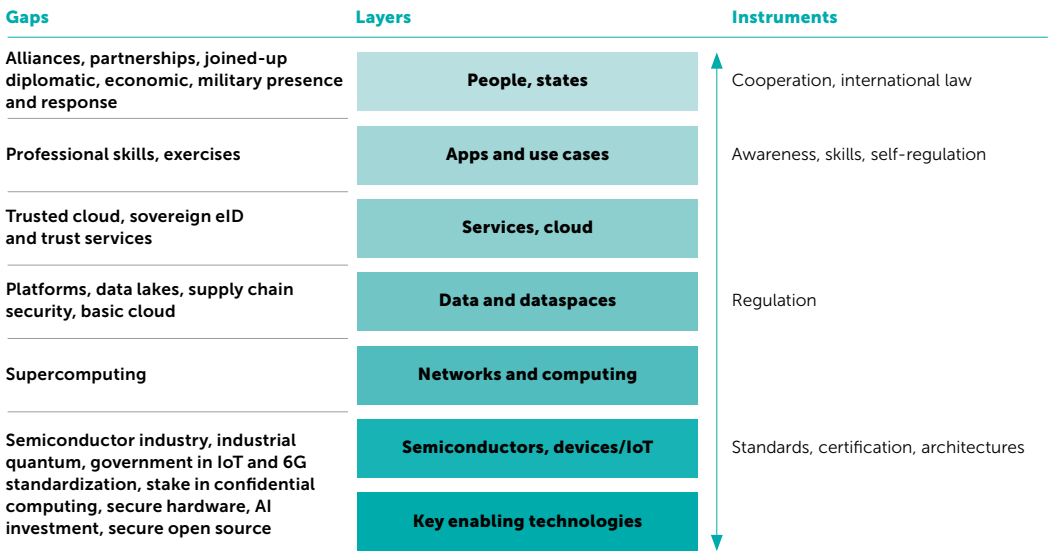 Gaps
Layers
Instruments
Alliances, partnerships, joined-up
diplomatic, economic, military presence
and response
People, states
Cooperation, international law
Professional skills, exercises
Apps and use cases
Awareness, skills, self-regulation
Trusted cloud, sovereign eID
and trust services
Services, cloud
Platforms, data lakes, supply chain
security, basic cloud
Data and dataspaces
Regulation
Supercomputing
Networks and computing
Semiconductor industry, industrial
quantum, government in IoT and 6G
standardization, stake in confidential
computing, secure hardware, AI
investment, secure open source
Semiconductors, devices/IoT
Standards, certification, architectures
Key enabling technologies